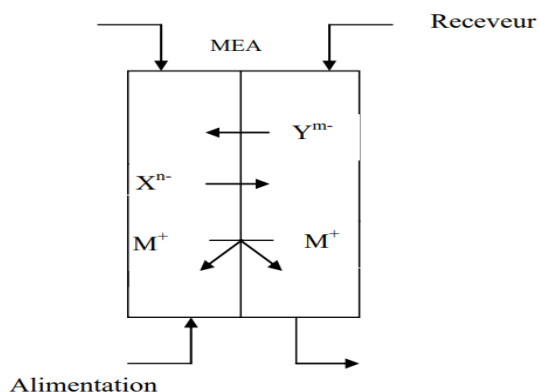 Receveur
MEA
Y^{m-}
X^{n-}
M^{+} M^{+}
Alimentation